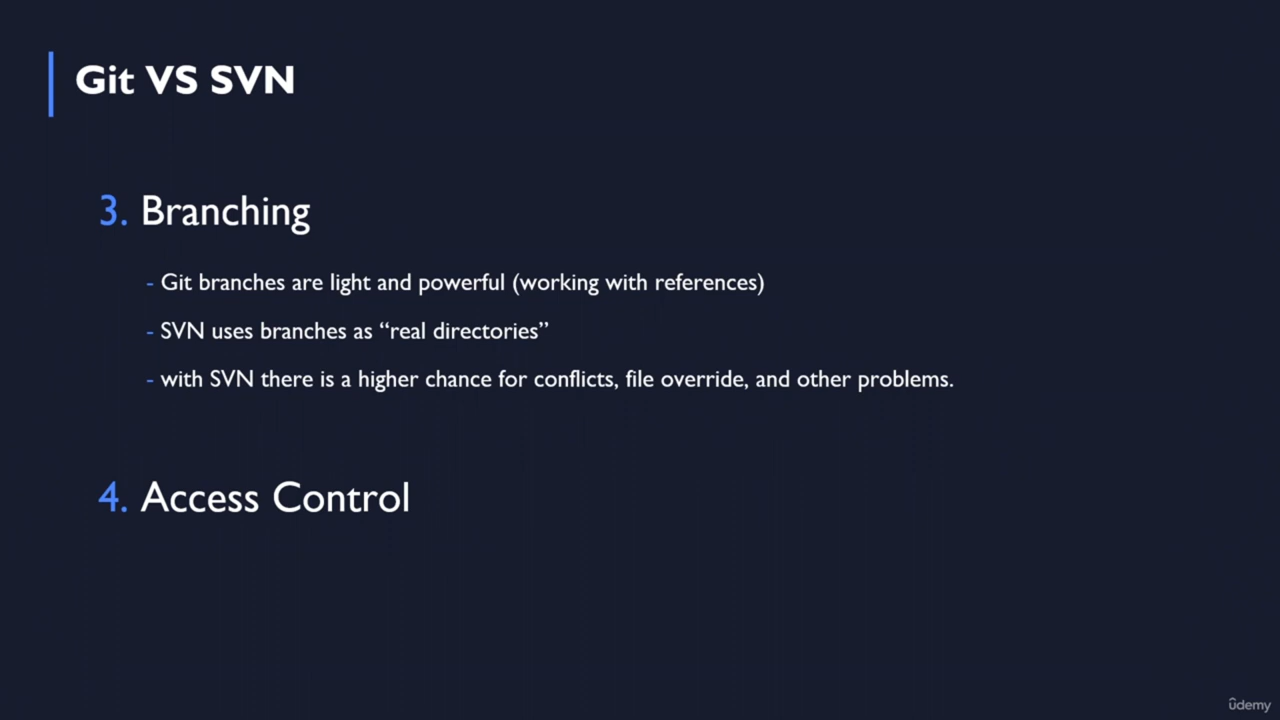 Git VS SVN
3. Branching
- Git branches are light and powerful (working with references)
- SVN uses branches as “real directories”
- with SVN there is a higher chance for conflicts, file override, and other problems.
4. Access Control
ûdemy